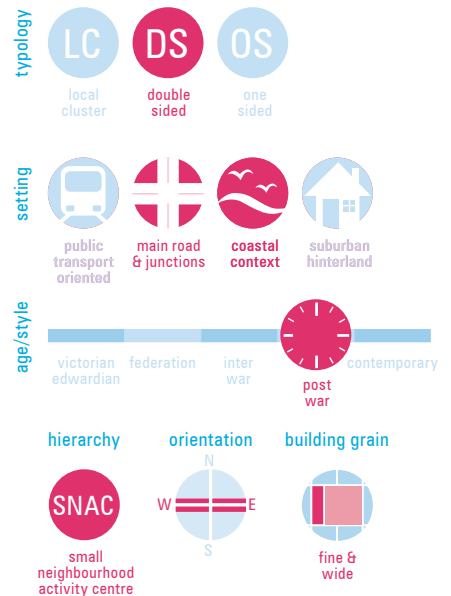 typology
LC
DS
OS
local
cluster
double
sided
one
sided
setting
public
transport
oriented
main road
& junctions
coastal
context
suburban
hinterland
age/style
victorian
edwardian
federation
inter
war
post
war
contemporary
hierarchy
orientation
building grain
SNAC
N
W
E
S
small
neighbourhood
activity centre
fine &
wide